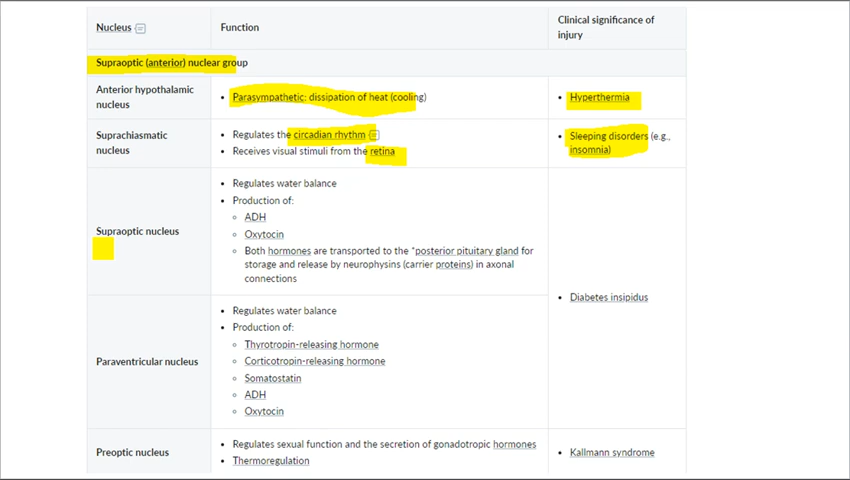 Nucleus
Function
Clinical significance of
injury
Supraoptic (anterior) nuclear group
Anterior hypothalamic
nucleus
• Parasympathetic: dissipation of heat (cooling)
• Hyperthermia
Suprachiasmatic
nucleus
• Regulates the circadian rhythm
• Receives visual stimuli from the retina
• Sleeping disorders (e.g.,
insomnia)
Supraoptic nucleus
• Regulates water balance
• Production of:
◦ ADH
◦ Oxytocin
◦ Both hormones are transported to the "posterior pituitary gland for
storage and release by neurophysins (carrier proteins) in axonal
connections
• Diabetes insipidus
Paraventricular nucleus
• Regulates water balance
• Production of:
◦ Thyrotropin-releasing hormone
◦ Corticotropin-releasing hormone
◦ Somatostatin
◦ ADH
◦ Oxytocin
Preoptic nucleus
• Regulates sexual function and the secretion of gonadotropic hormones
• Thermoregulation
• Kallmann syndrome